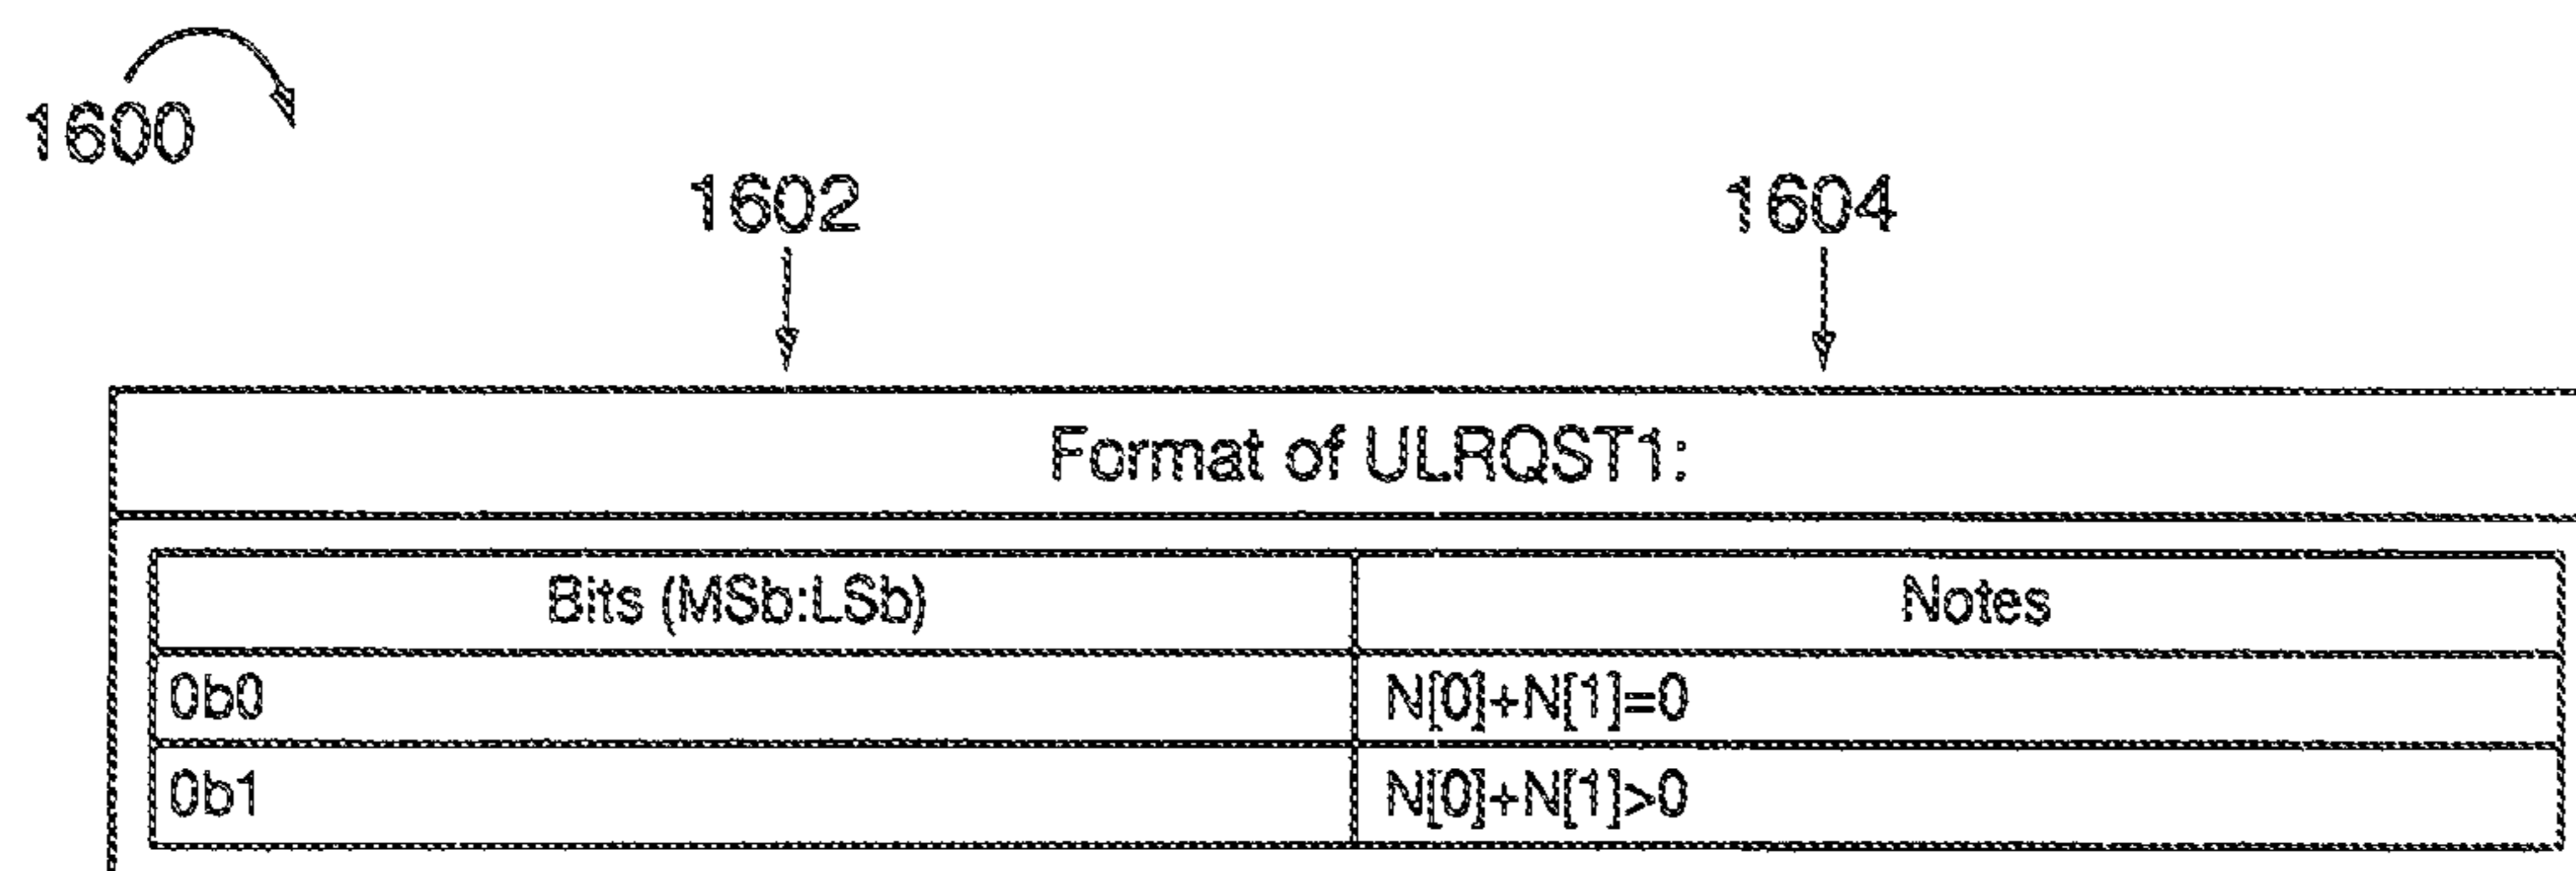 1600
1602 1604
Format of ULRQST1:
Bits (MSb:LSb) Notes
0b0 N[0]+N[1]=0
0b1 N[0]+N[1]>0